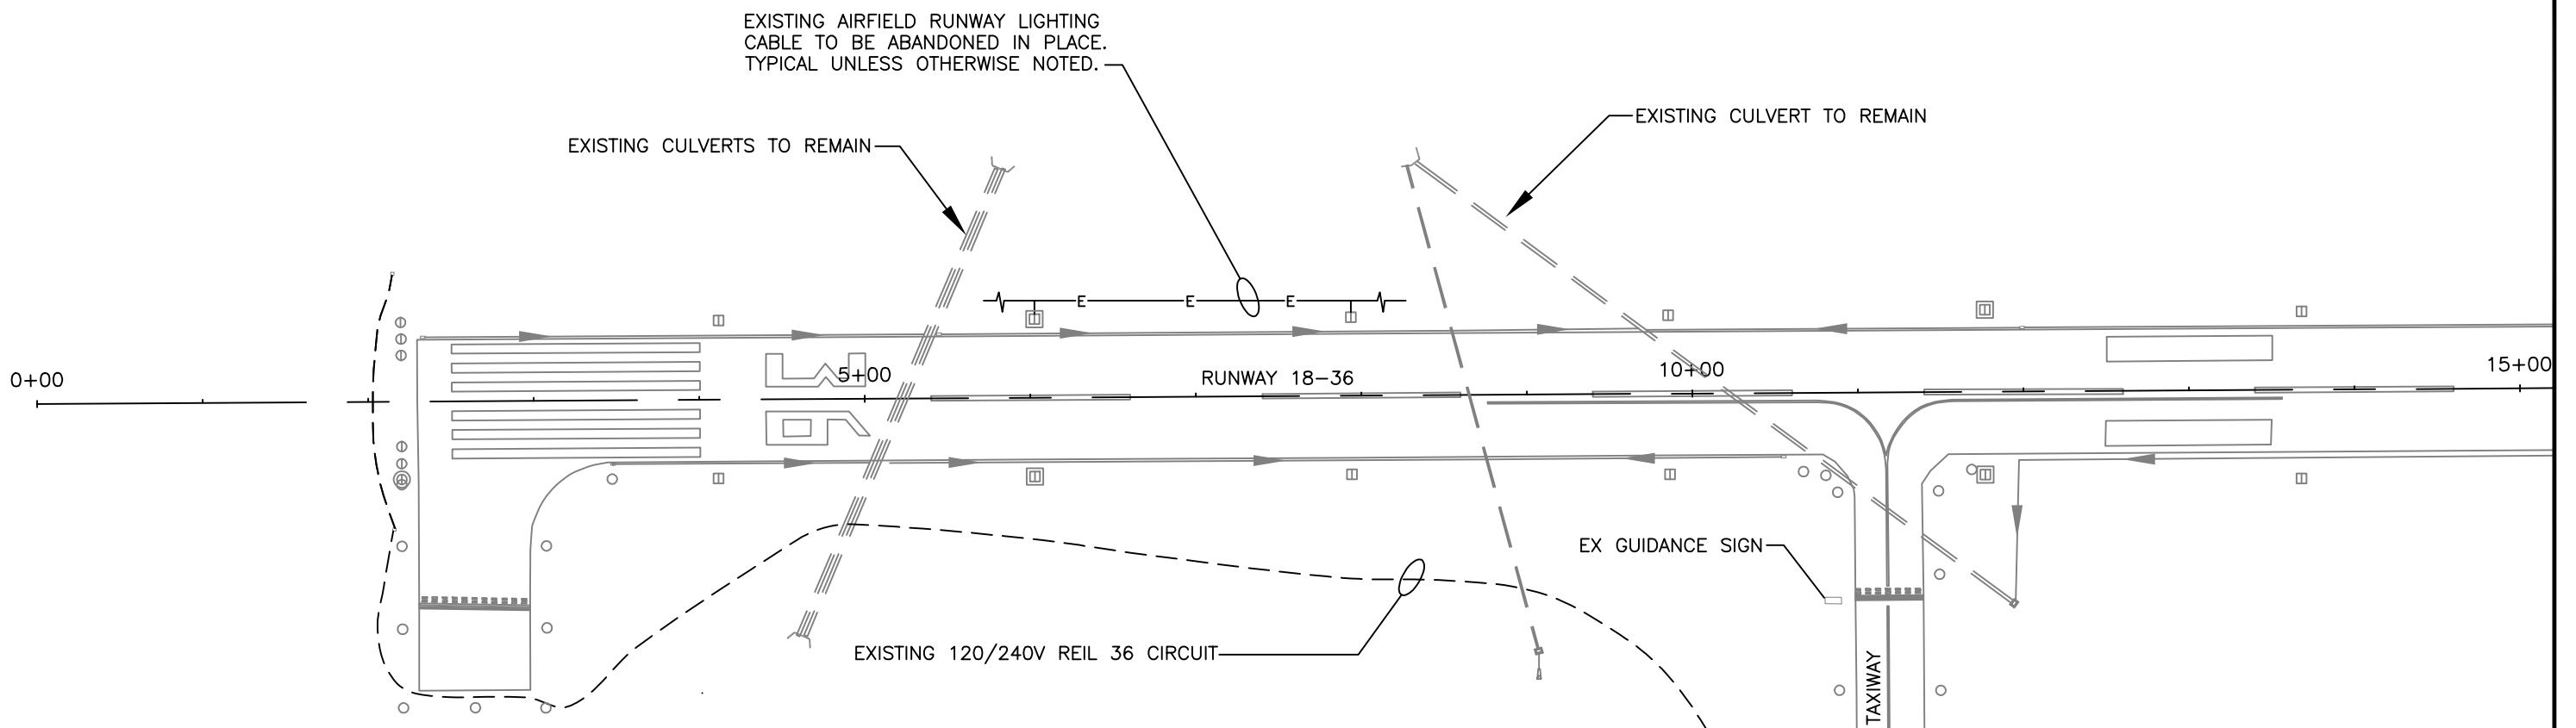 EXISTING AIRFIELD RUNWAY LIGHTING
CABLE TO BE ABANDONED IN PLACE.
TYPICAL UNLESS OTHERWISE NOTED.
EXISTING CULVERT TO REMAIN
EXISTING CULVERTS TO REMAIN
E E E
0+00
5+00
RUNWAY 18-36
10+00
15+00
EX GUIDANCE SIGN
EXISTING 120/240V REIL 36 CIRCUIT
TAXIWAY